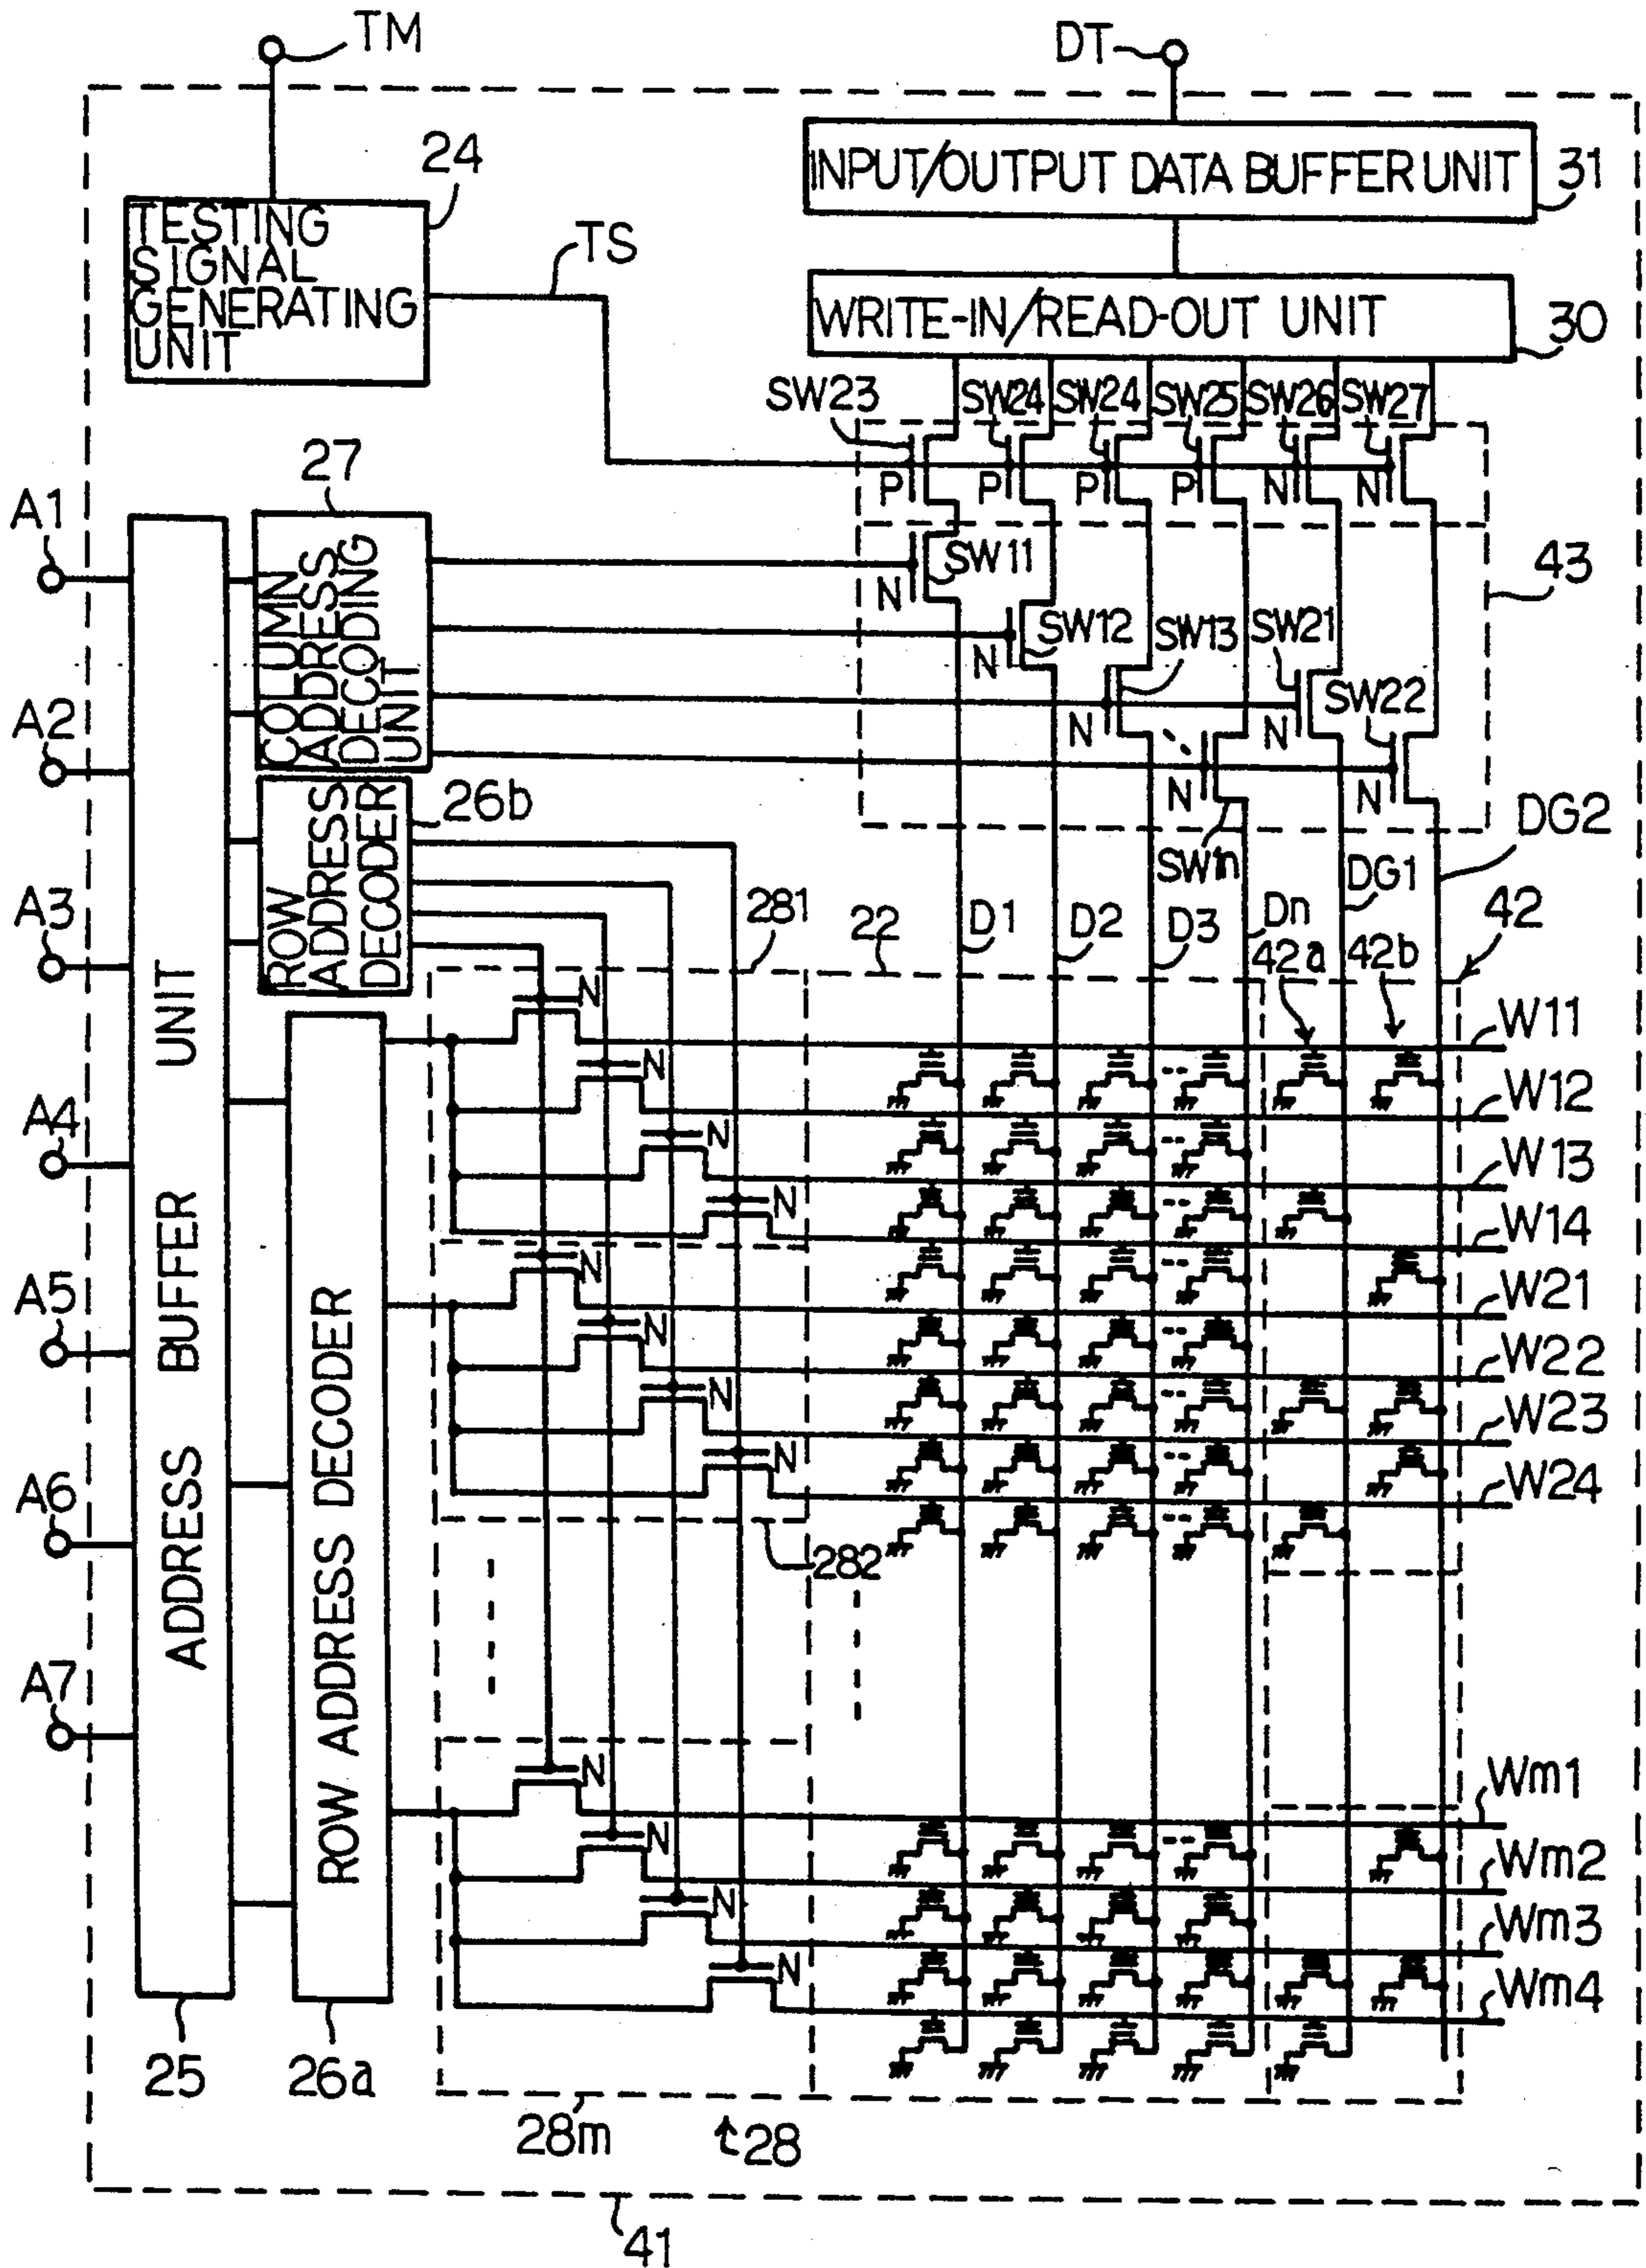 TM
DT
24
TESTING
SIGNAL
GENERATING
UNIT
TS
INPUT/OUTPUT DATA BUFFER UNIT
31
WRITE-IN/READ-OUT UNIT
30
SW23
SW24
SW24
SW25
SW26
SW27
P
P
P
P
N
N
27
A1
COLUMN
ADDRESS
DECODING
UNIT
SW11
N
43
SW12
N
SW13
N
SW21
N
SW22
N
N
A2
26b
ROW
ADDRESS
DECODER
SW1n
DG2
DG1
A3
281
22
D1
D2
D3
Dn
42a
42b
42
N
W11
N
W12
A4
N
W13
N
W14
N
A5
W21
N
W22
N
W23
N
W24
A6
282
ADDRESS BUFFER UNIT
ROW ADDRESS DECODER
A7
N
Wm1
N
Wm2
N
Wm3
N
Wm4
25
26a
28m
28
41